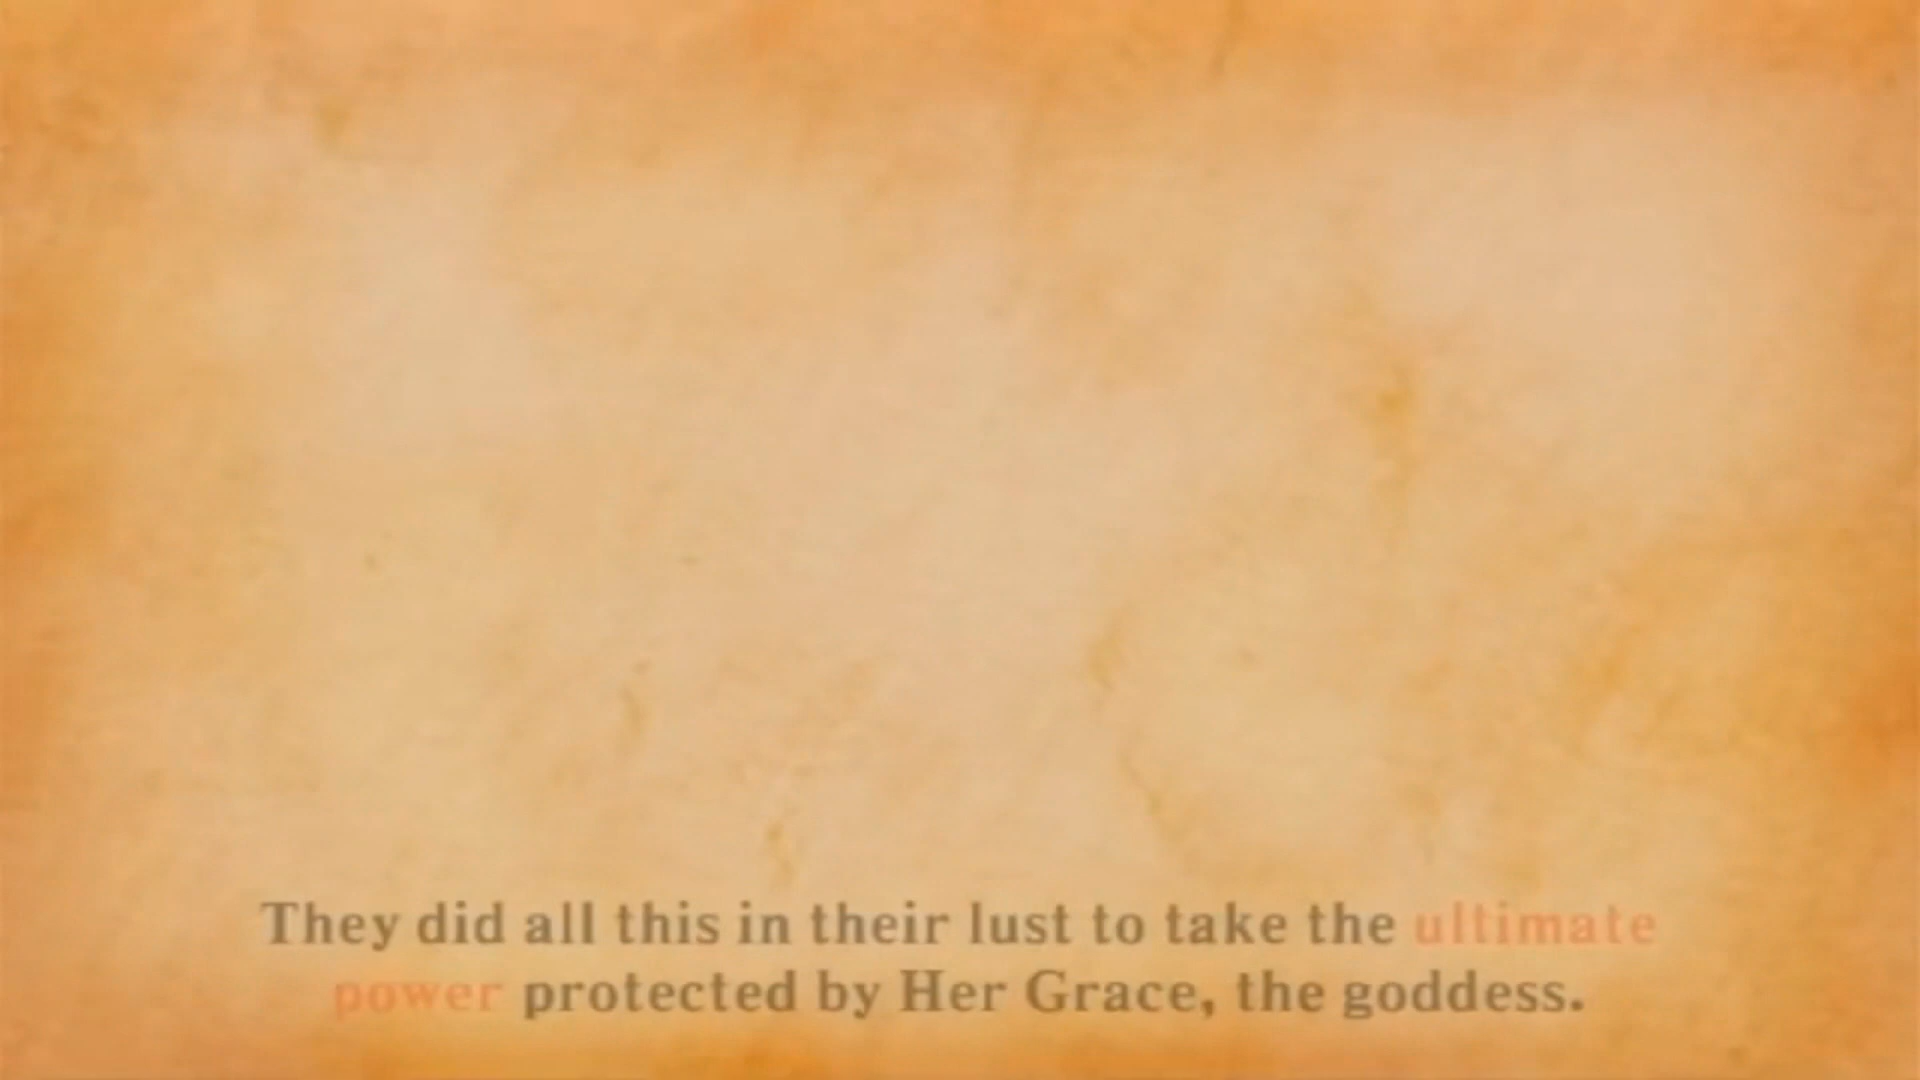 They did all this in their lust to take the ultimate
power protected by Her Grace, the goddess.